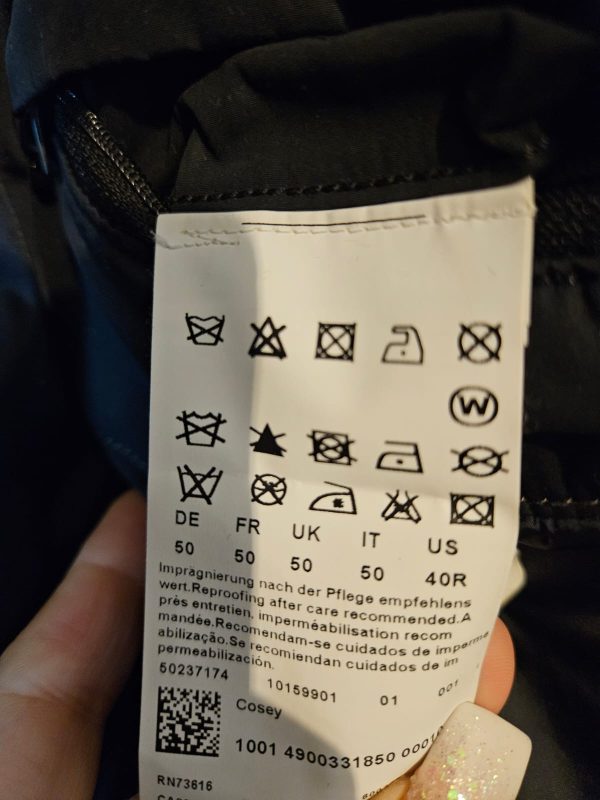 W
DE FR UK IT US
50 50 50 50 40R
Imprägnierung nach der Pflege empfehlens
wert.Reproofing after care recommended.A
près entretien, imperméabilisation recom
mandée.Recomendam-se cuidados de imperme
abilização.Se recomiendan cuidados de im
permeabilización.
50237174 10159901 01 001
Cosey
1001 4900331850
RN73616